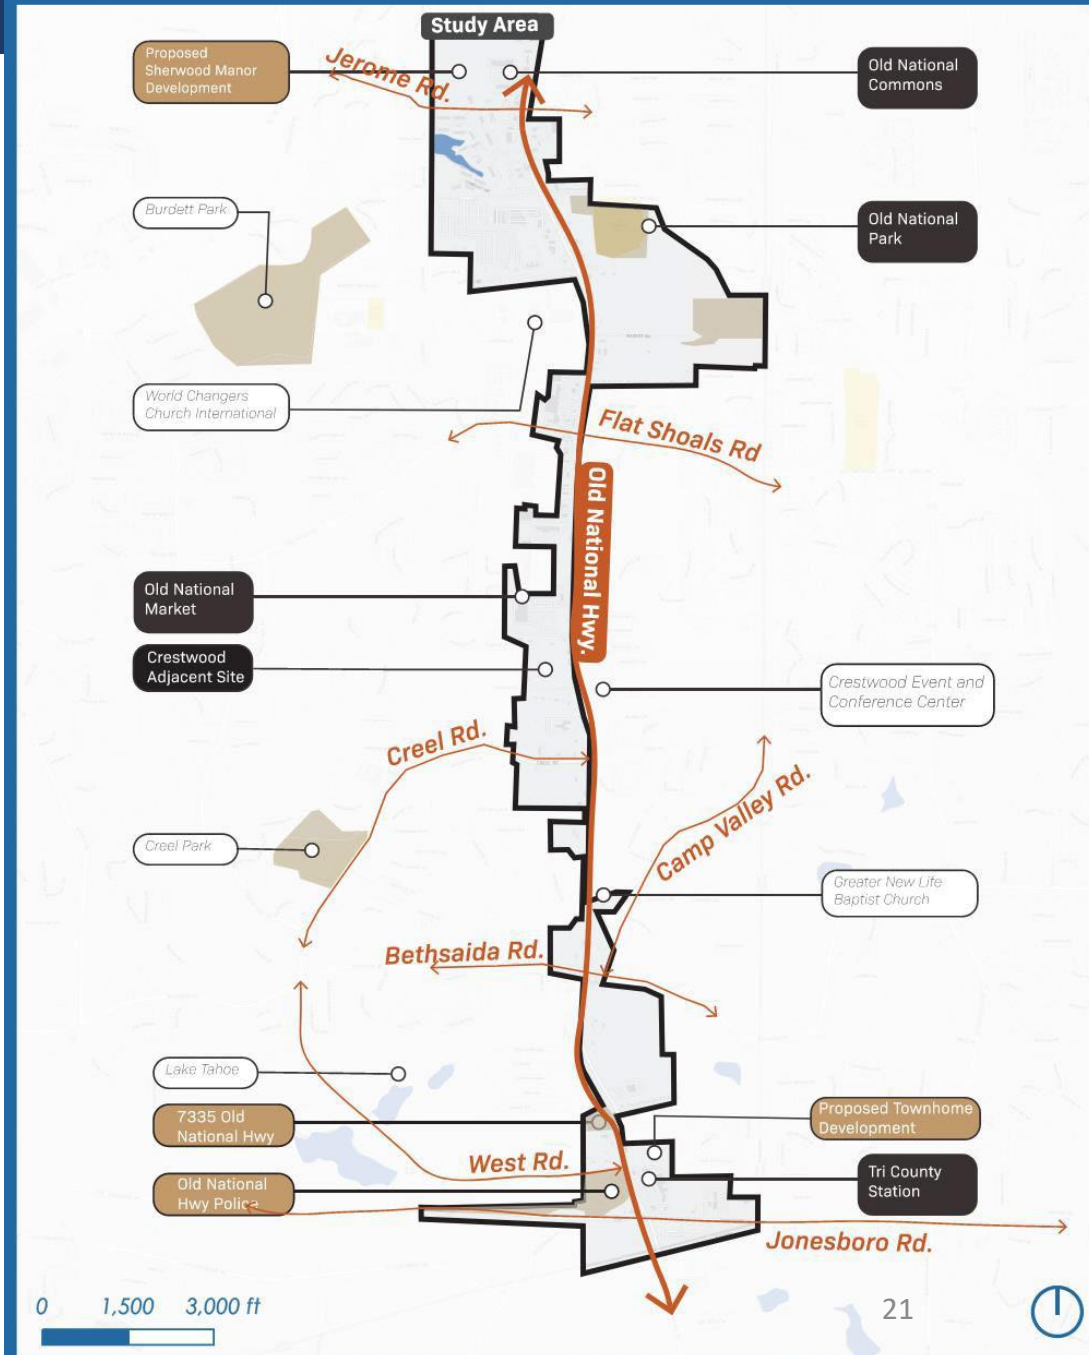 Study Area
Proposed
Sherwood Manor
Development
Jerome Rd.
Old National
Commons
Burdett Park
Old National
Park
World Changers
Church International
Flat Shoals Rd
Old National Hwy.
Old National
Market
Crestwood
Adjacent Site
Crestwood Event and
Conference Center
Creel Rd.
Camp Valley Rd.
Creel Park
Greater New Life
Baptist Church
Bethsaida Rd.
Lake Tahoe
7335 Old
National Hwy
Proposed Townhome
Development
West Rd.
Tri County
Station
Old National
Hwy Police
Jonesboro Rd.
0 1,500 3,000 ft
21